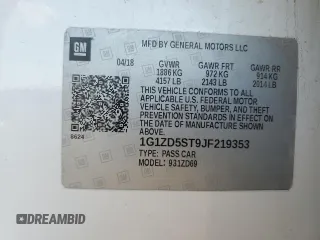 GM
MFD BY GENERAL MOTORS LLC
04/18 GVWR GAWR FRT GAWR RR
1886 KG 972 KG 914 KG
4157 LB 2143 LB 2014 LB
THIS VEHICLE CONFORMS TO ALL
APPLICABLE U.S. FEDERAL MOTOR
VEHICLE SAFETY, BUMPER, AND THEFT
PREVENTION STANDARDS IN EFFECT
ON THE DATE OF MANUFACTURE
SHOWN ABOVE.
8624
1G1ZD5ST9JF219353
TYPE: PASS CAR
MODEL: 931ZD69
DREAMBID